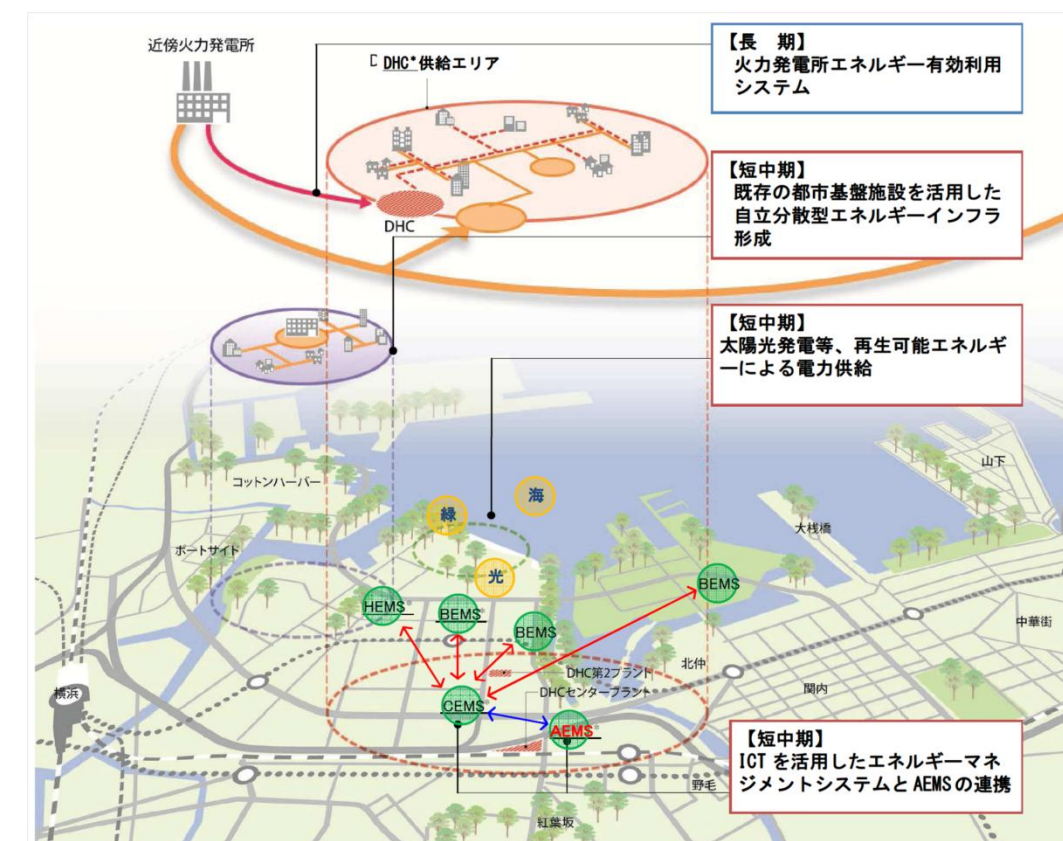 近傍火力発電所
DHC*供給エリア
DHC
【長　期】
火力発電所エネルギー有効利用
システム
【短中期】
既存の都市基盤施設を活用した
自立分散型エネルギーインフラ
形成
【短中期】
太陽光発電等、再生可能エネルギ
ーによる電力供給
コットンハーバー
ポートサイト
緑
海
光
山下
大桟橋
HEMS*
BEMS*
BEMS
BEMS
中華街
北仲
関内
DHC第2プラント
DHCセンタープラント
横浜
CEMS*
AEMS*
野毛
紅葉坂
【短中期】
ICTを活用したエネルギーマネ
ジメントシステムとAEMSの連携